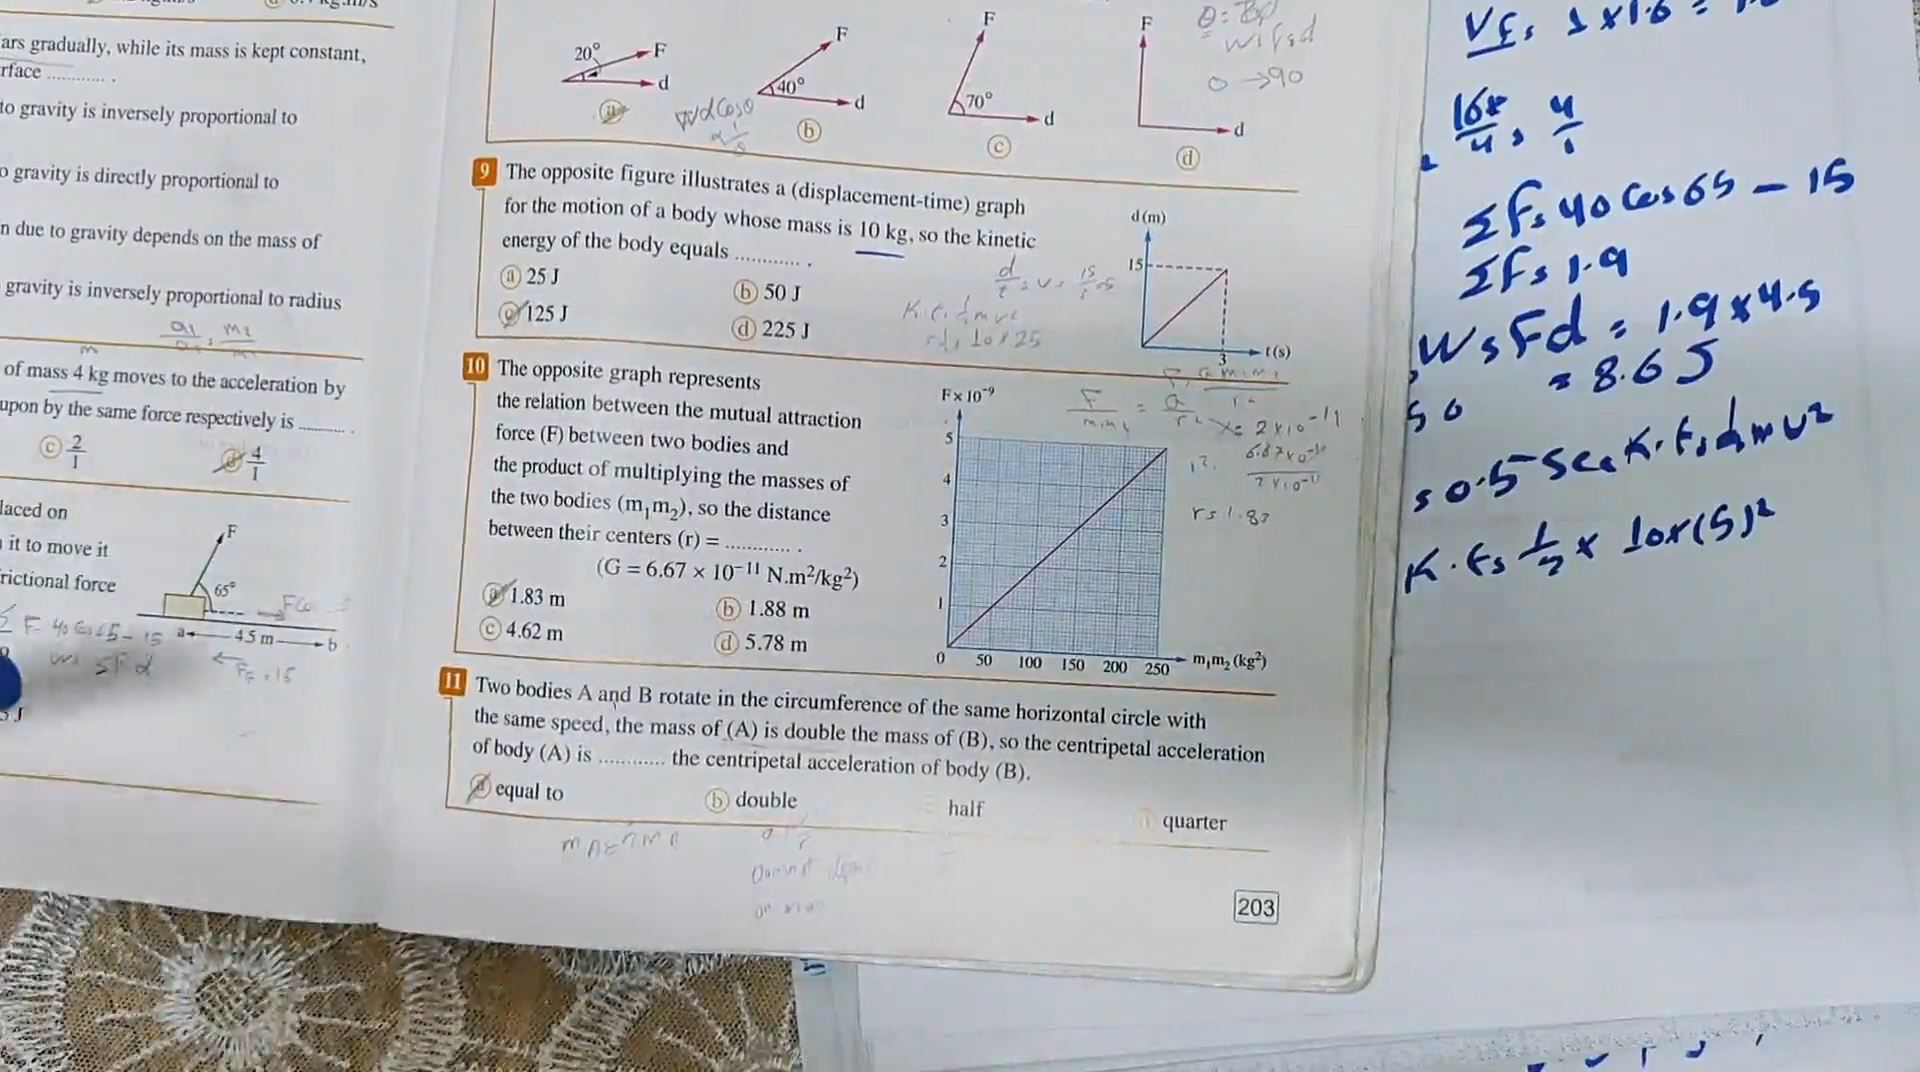 ars gradually, while its mass is kept constant,
rface ............ .
to gravity is inversely proportional to
o gravity is directly proportional to
n due to gravity depends on the mass of
gravity is inversely proportional to radius
of mass 4 kg moves to the acceleration by
upon by the same force respectively is .......... .
c 2/1
d 4/1
laced on
it to move it
rictional force
F
65°
a
4.5 m
b
F 40 Cos 65 - 15
20°
F
d
a
40°
F
d
b
70°
F
d
c
F
d
d
0 → 90
9 The opposite figure illustrates a (displacement-time) graph
for the motion of a body whose mass is 10 kg, so the kinetic
energy of the body equals ............ .
a 25 J
b 50 J
c 125 J
d 225 J
d (m)
15
3
t (s)
10 The opposite graph represents
the relation between the mutual attraction
force (F) between two bodies and
the product of multiplying the masses of
the two bodies (m₁m₂), so the distance
between their centers (r) = ............ .
(G = 6.67 × 10⁻¹¹ N.m²/kg²)
a 1.83 m
b 1.88 m
c 4.62 m
d 5.78 m
F × 10⁻⁹
5
4
3
2
1
0 50 100 150 200 250
m₁m₂ (kg²)
11 Two bodies A and B rotate in the circumference of the same horizontal circle with
the same speed, the mass of (A) is double the mass of (B), so the centripetal acceleration
of body (A) is ............ the centripetal acceleration of body (B).
a equal to
b double
half
quarter
203
ΣF = 40 Cos 65 - 15
ΣF = 1.9
W = Fd = 1.9 x 4.5
= 8.6 J
K.E = 1/2 m v²
K.E = 1/2 x 10 x (5)²